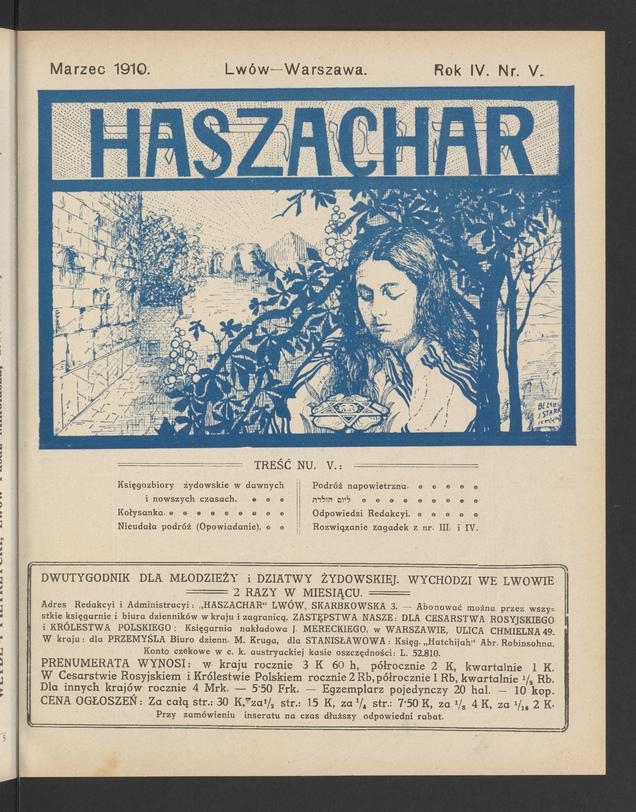 Marzec 1910. Lwów—Warszawa. Rok IV. Nr. V.
HASZACHAR
TREŚĆ NU. V.:
Księgozbiory żydowskie w dawnych
i nowszych czasach.
Kołysanka.
Nieudała podróż (Opowiadanie).
Podróż napowietrzna.
ליום הולדת
Odpowiedzi Redakcyi.
Rozwiązanie zagadek z nr. III. i IV.
DWUTYGODNIK DLA MŁODZIEŻY i DZIATWY ŻYDOWSKIEJ. WYCHODZI WE LWOWIE
2 RAZY W MIESIĄCU.
Adres Redakcyi i Administracyi: „HASZACHAR" LWÓW, SKARBKOWSKA 3. — Abonować można przez wszy-
stkie księgarnie i biura dzienników w kraju i zagranicą. ZASTĘPSTWA NASZE: DLA CESARSTWA ROSYJSKIEGO
i KRÓLESTWA POLSKIEGO: Księgarnia nakładowa J. MERECKIEGO, w WARSZAWIE, ULICA CHMIELNA 49.
W kraju: dla PRZEMYŚLA Biuro dzienn. M. Kruga, dla STANISŁAWOWA: Księg. „Hatchijah" Abr. Robinsohna.
Konto czekowe w c. k. austryackiej kasie oszczędności: L. 52.810.
PRENUMERATA WYNOSI: w kraju rocznie 3 K 60 h, półrocznie 2 K, kwartalnie 1 K.
W Cesarstwie Rosyjskiem i Królestwie Polskiem rocznie 2 Rb, półrocznie 1 Rb, kwartalnie ½ Rb.
Dla innych krajów rocznie 4 Mrk. — 5·50 Frk. — Egzemplarz pojedynczy 20 hal. — 10 kop.
CENA OGŁOSZEŃ: Za całą str.: 30 K, za 1/2 str.: 15 K, za 1/4 str.: 7·50 K, za 1/8 4 K, za 1/16 2 K.
Przy zamówieniu inseratu na czas dłuższy odpowiedni rabat.